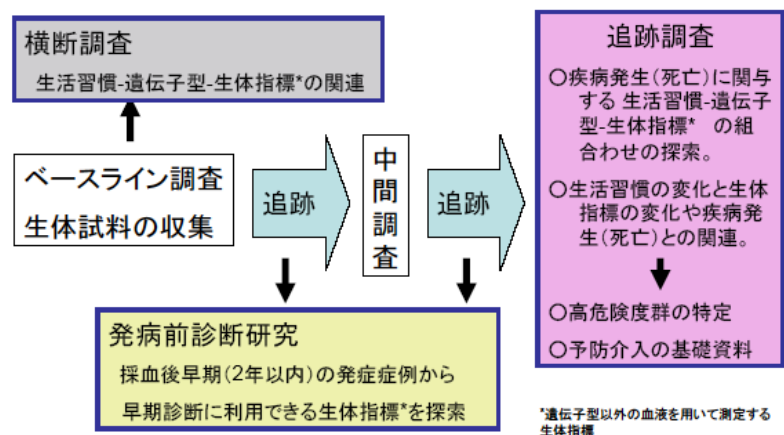 横断調査
生活習慣-遺伝子型-生体指標*の関連
ベースライン調査
生体試料の収集
追跡
中
間
調
査
追跡
発病前診断研究
採血後早期(2年以内)の発症症例から
早期診断に利用できる生体指標*を探索
追跡調査
○疾病発生(死亡)に関与
する 生活習慣-遺伝子
型-生体指標* の組
合わせの探索。
○生活習慣の変化と生体
指標の変化や疾病発
生(死亡)との関連。
○高危険度群の特定
○予防介入の基礎資料
*遺伝子型以外の血液を用いて測定する
生体指標